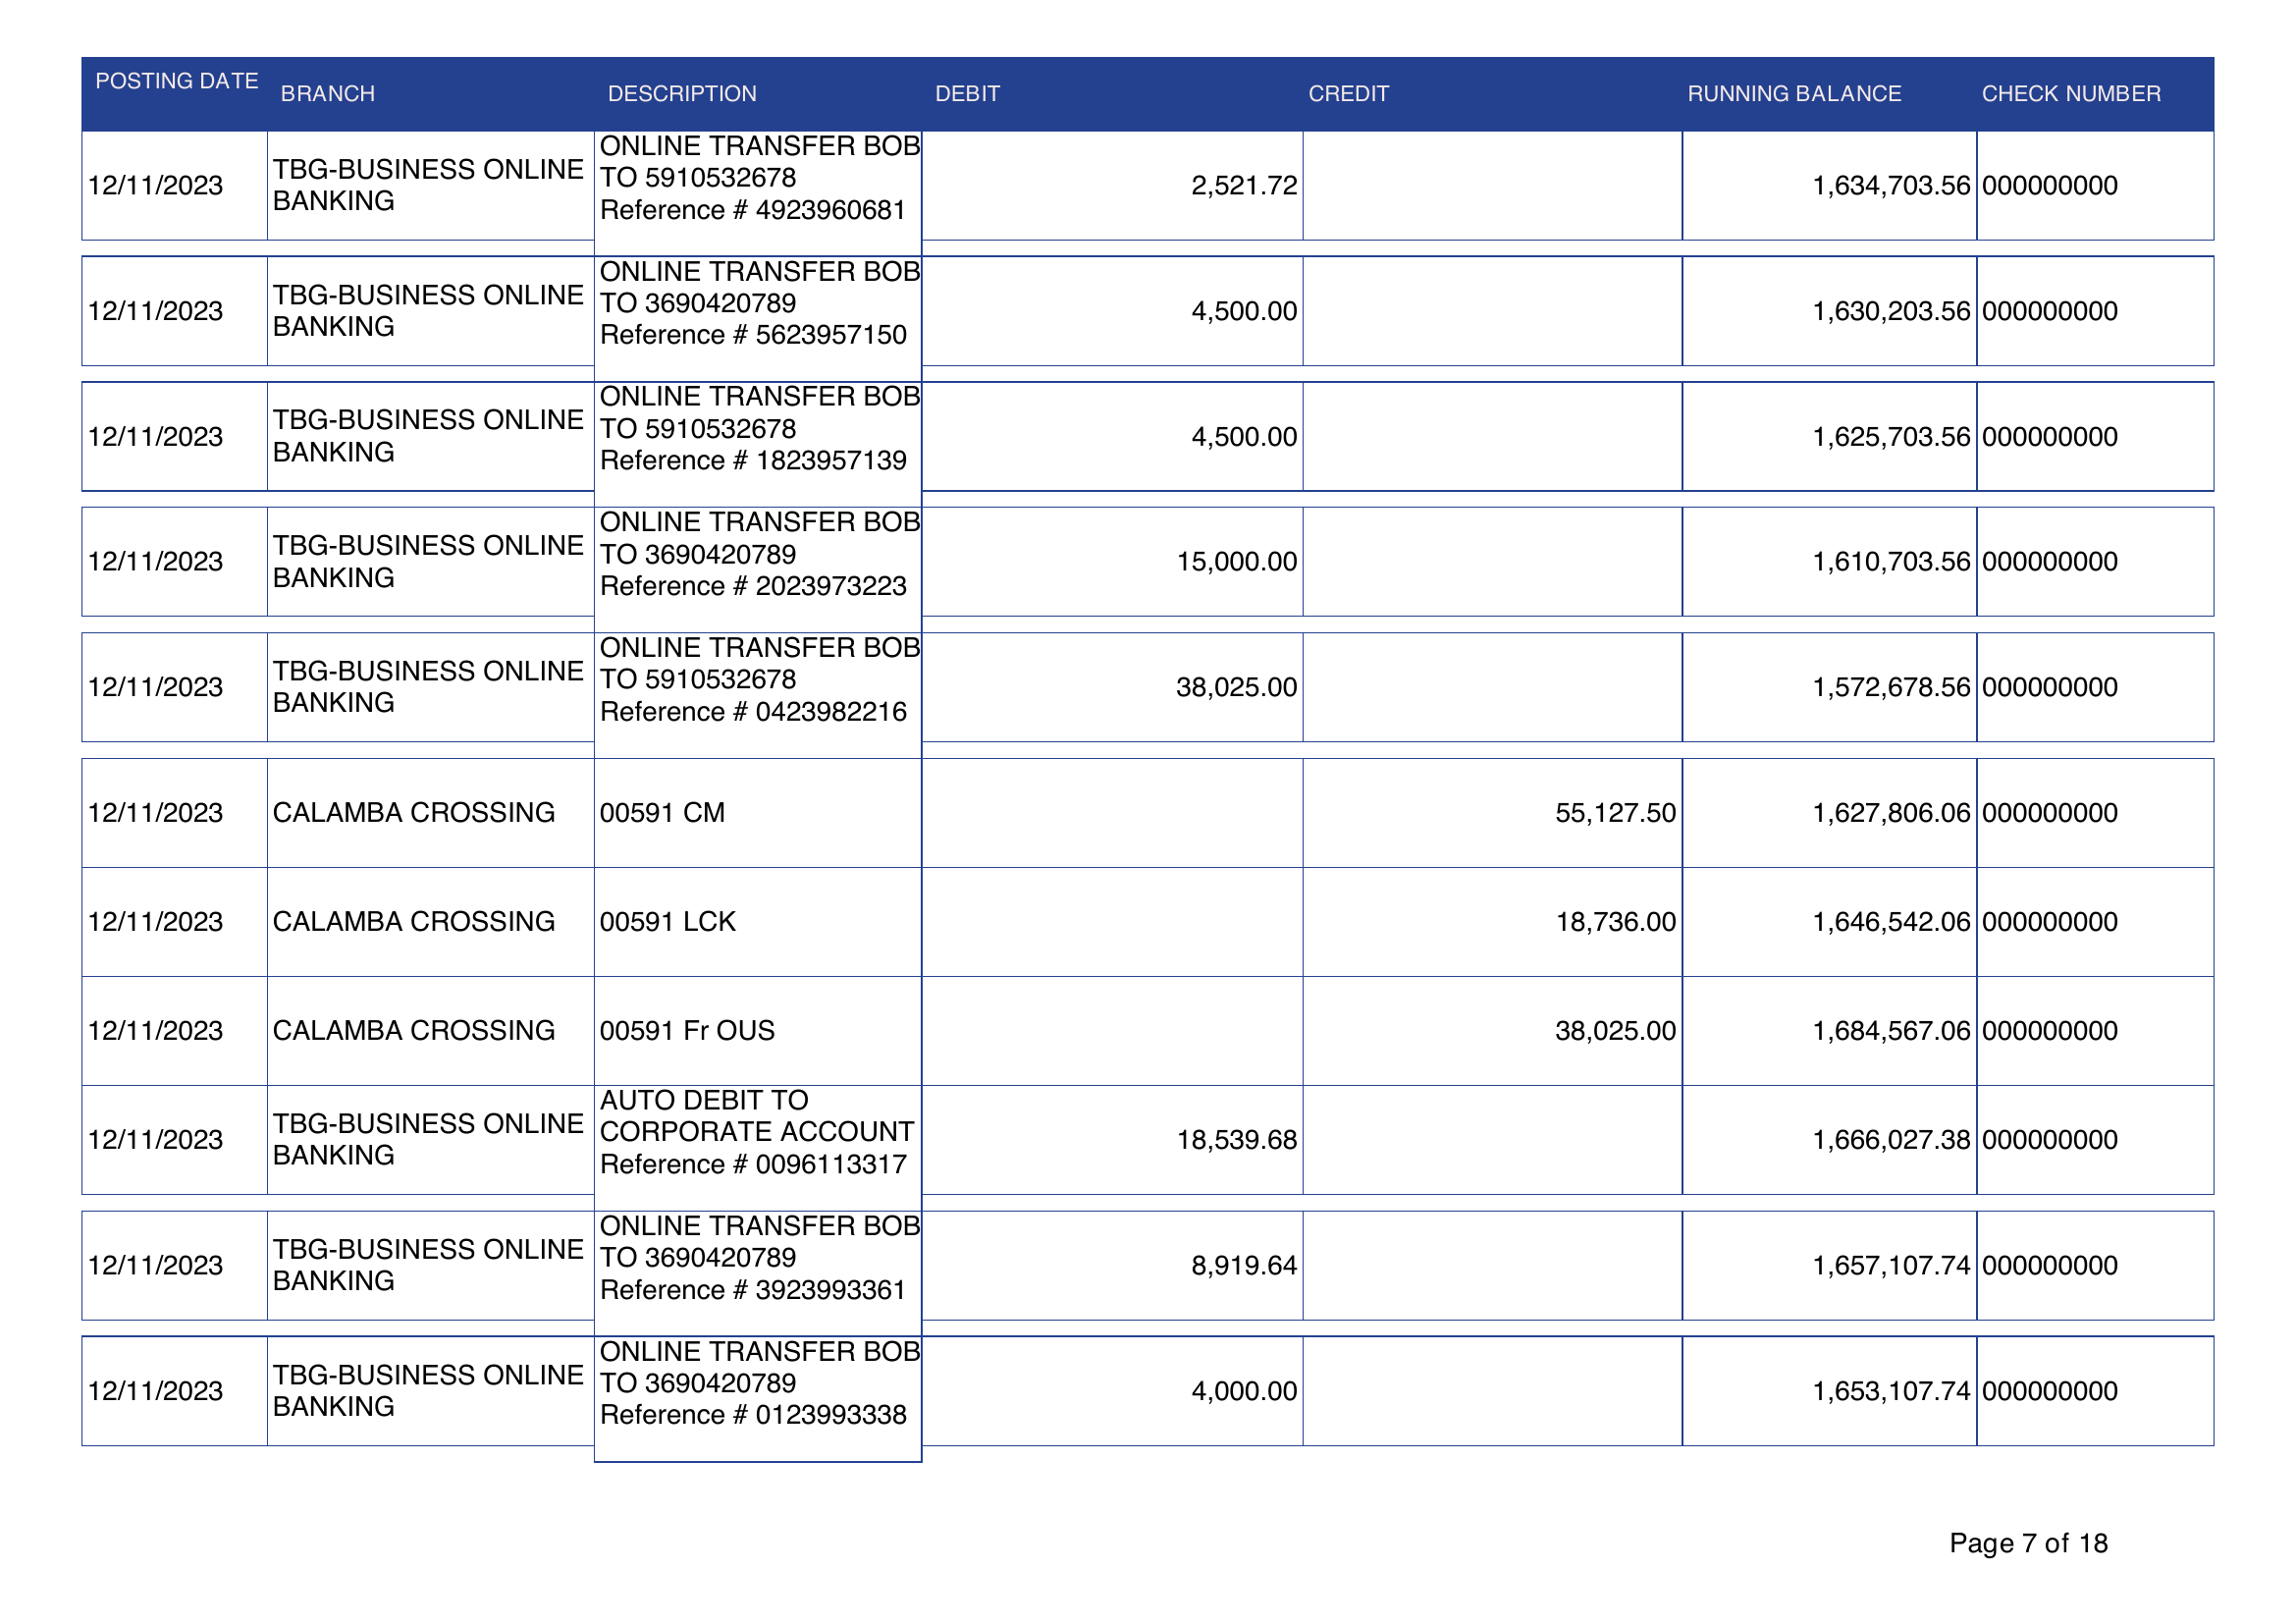 POSTING DATE BRANCH DESCRIPTION DEBIT CREDIT RUNNING BALANCE CHECK NUMBER
ONLINE TRANSFER BOB
12/11/2023 TBG-BUSINESS ONLINE BANKING TO 5910532678 2,521.72 1,634,703.56 000000000
Reference # 4923960681
ONLINE TRANSFER BOB
12/11/2023 TBG-BUSINESS ONLINE BANKING TO 3690420789 4,500.00 1,630,203.56 000000000
Reference # 5623957150
ONLINE TRANSFER BOB
12/11/2023 TBG-BUSINESS ONLINE BANKING TO 5910532678 4,500.00 1,625,703.56 000000000
Reference # 1823957139
ONLINE TRANSFER BOB
12/11/2023 TBG-BUSINESS ONLINE BANKING TO 3690420789 15,000.00 1,610,703.56 000000000
Reference # 2023973223
ONLINE TRANSFER BOB
12/11/2023 TBG-BUSINESS ONLINE BANKING TO 5910532678 38,025.00 1,572,678.56 000000000
Reference # 0423982216
12/11/2023 CALAMBA CROSSING 00591 CM 55,127.50 1,627,806.06 000000000
12/11/2023 CALAMBA CROSSING 00591 LCK 18,736.00 1,646,542.06 000000000
12/11/2023 CALAMBA CROSSING 00591 Fr OUS 38,025.00 1,684,567.06 000000000
AUTO DEBIT TO
12/11/2023 TBG-BUSINESS ONLINE BANKING CORPORATE ACCOUNT 18,539.68 1,666,027.38 000000000
Reference # 0096113317
ONLINE TRANSFER BOB
12/11/2023 TBG-BUSINESS ONLINE BANKING TO 3690420789 8,919.64 1,657,107.74 000000000
Reference # 3923993361
ONLINE TRANSFER BOB
12/11/2023 TBG-BUSINESS ONLINE BANKING TO 3690420789 4,000.00 1,653,107.74 000000000
Reference # 0123993338
Page 7 of 18